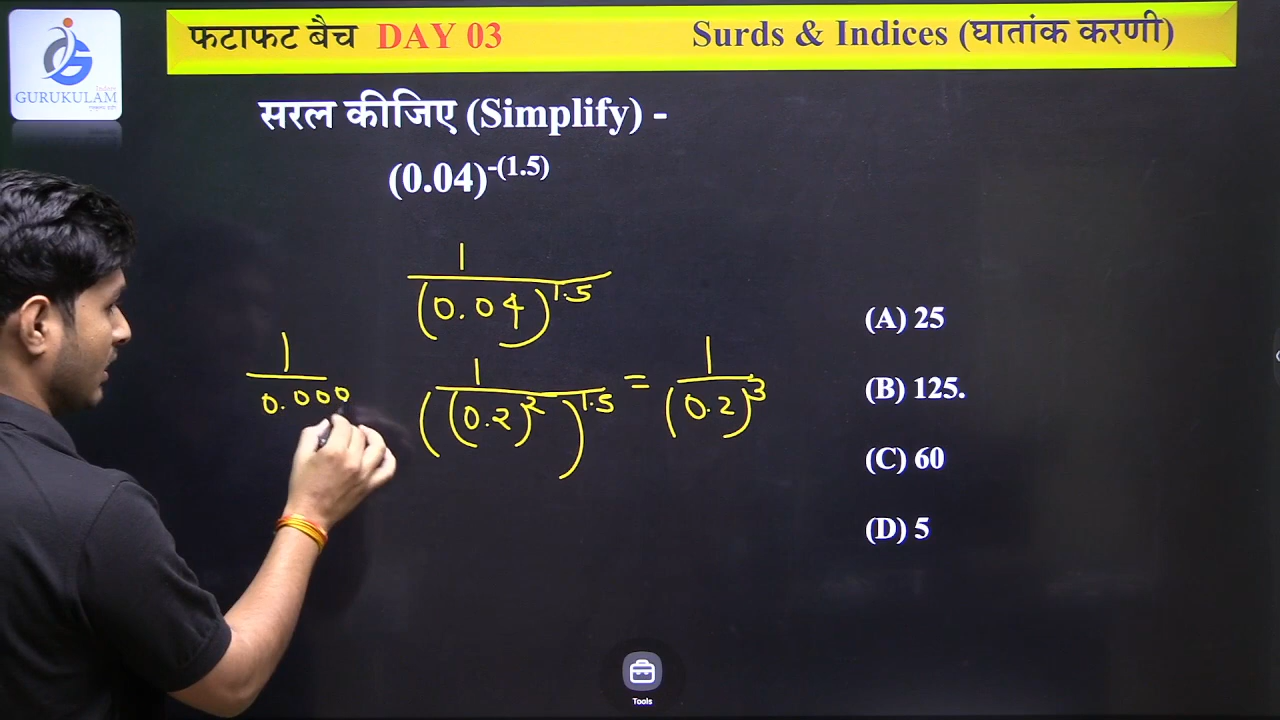 फटाफट बैच DAY 03
Surds & Indices (घातांक करणी)
GURUKULAM
सरल कीजिए (Simplify) -
(0.04)-(1.5)
1
(0.04)1.5
1
((0.2)2)1.5
=
1
(0.2)3
1
0.000
(A) 25
(B) 125.
(C) 60
(D) 5
Tools